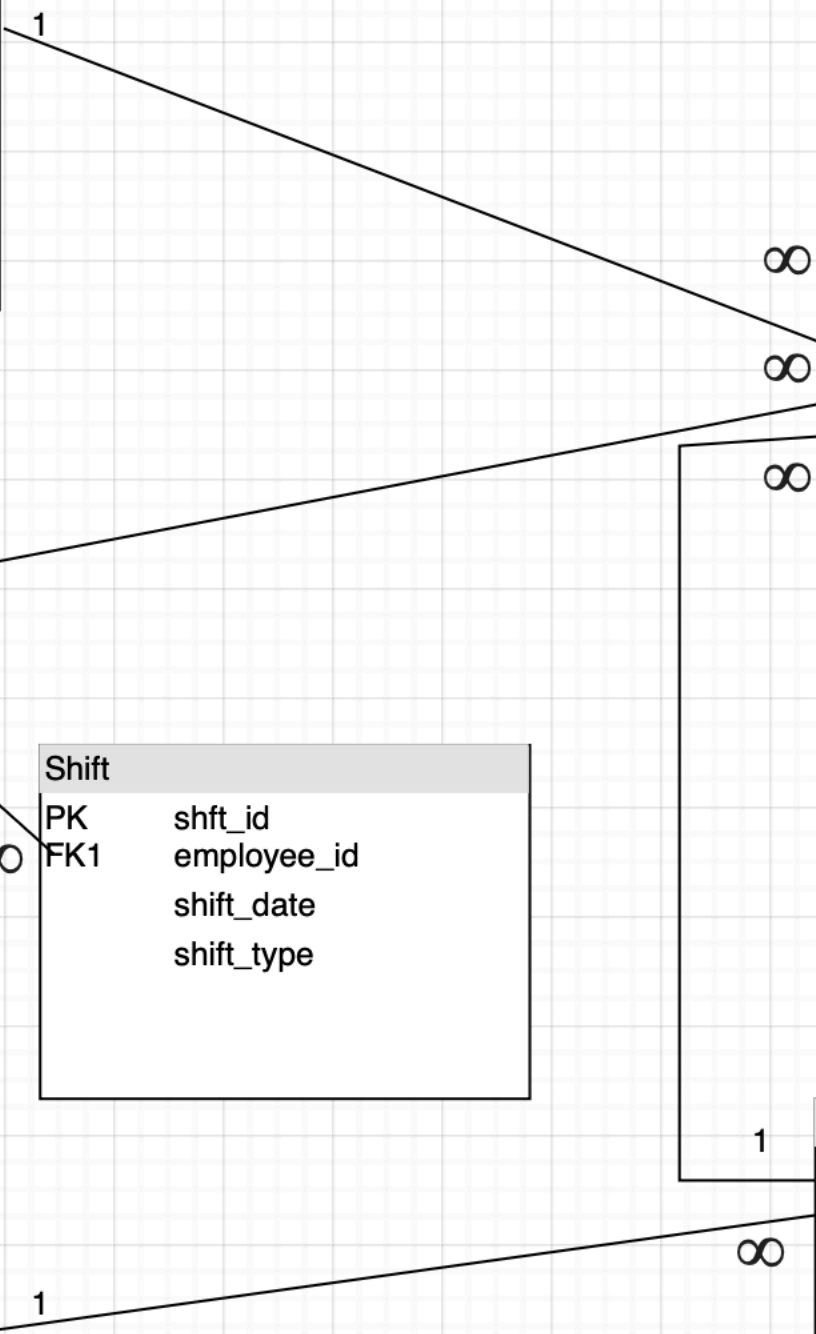 1
∞
∞
∞
Shift
PK shft_id
∞ FK1 employee_id
shift_date
shift_type
1
∞
1